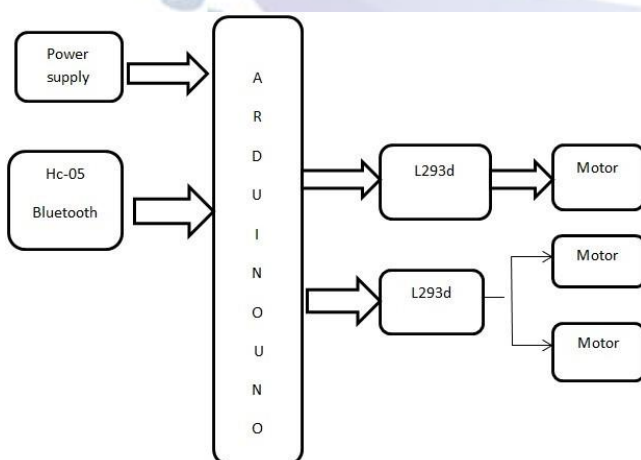 Power
supply
Hc-05
Bluetooth
A
R
D
U
I
N
O
U
N
O
L293d
Motor
L293d
Motor
Motor